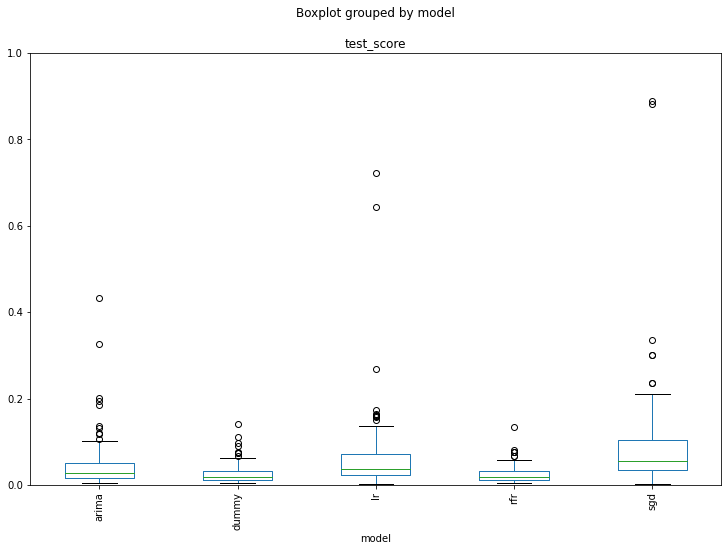 Boxplot grouped by model
test_score
1.0
0.8
0.6
0.4
0.2
0.0
arima
dummy
lr
rfr
sgd
model